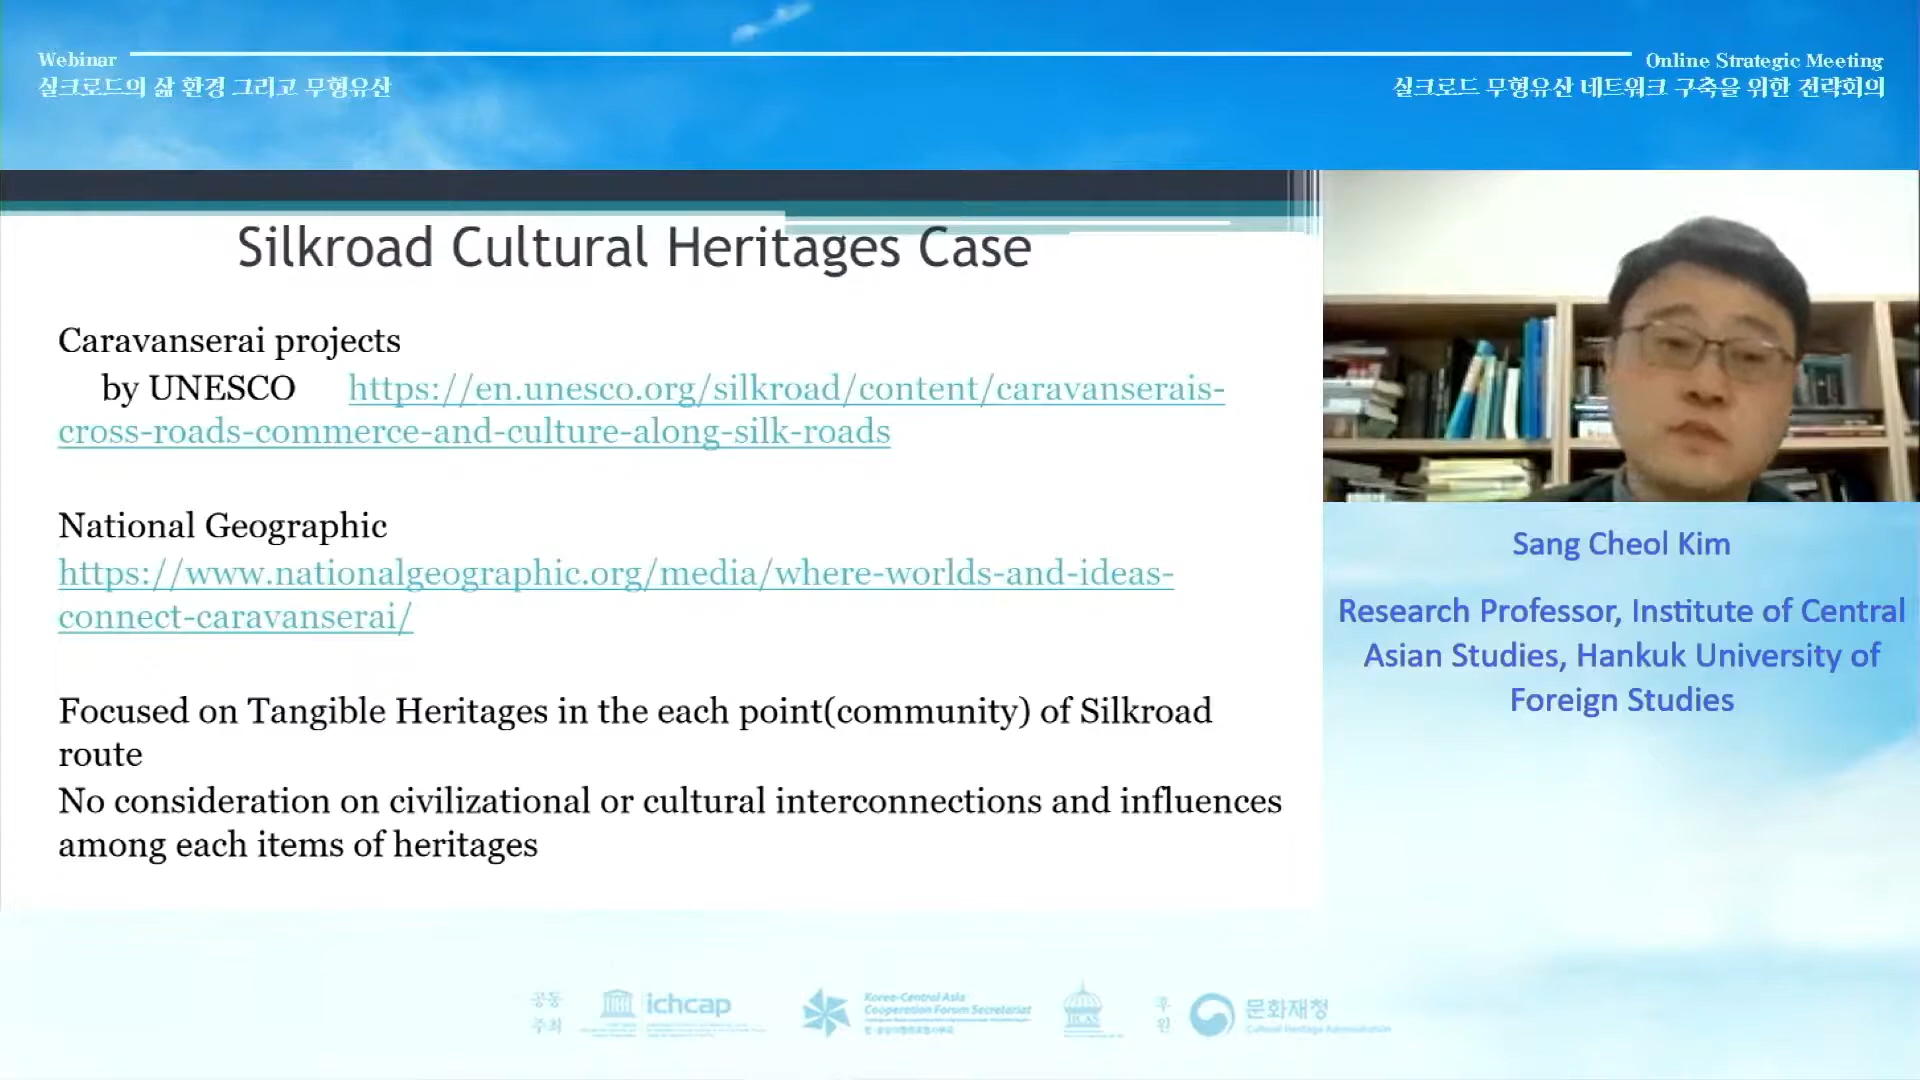 Webinar
실크로드의 삶 환경 그리고 무형유산
Online Strategic Meeting
실크로드 무형유산 네트워크 구축을 위한 전략회의
Silkroad Cultural Heritages Case
Caravanserai projects
by UNESCO https://en.unesco.org/silkroad/content/caravanserais-
cross-roads-commerce-and-culture-along-silk-roads
National Geographic
https://www.nationalgeographic.org/media/where-worlds-and-ideas-
connect-caravanserai/
Focused on Tangible Heritages in the each point(community) of Silkroad
route
No consideration on civilizational or cultural interconnections and influences
among each items of heritages
Sang Cheol Kim
Research Professor, Institute of Central
Asian Studies, Hankuk University of
Foreign Studies
공동
주최
ichcap
Korea-Central Asia
Cooperation Forum Secretariat
IICAS
후
원
문화재청
Cultural Heritage Administration